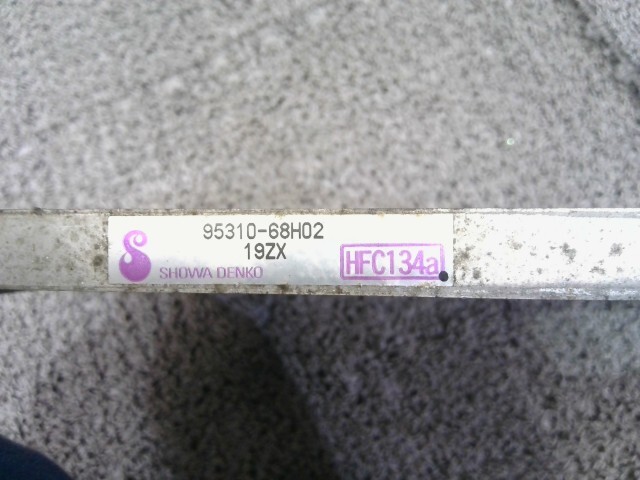 95310-68H02
19ZX
SHOWA DENKO
HFC134a